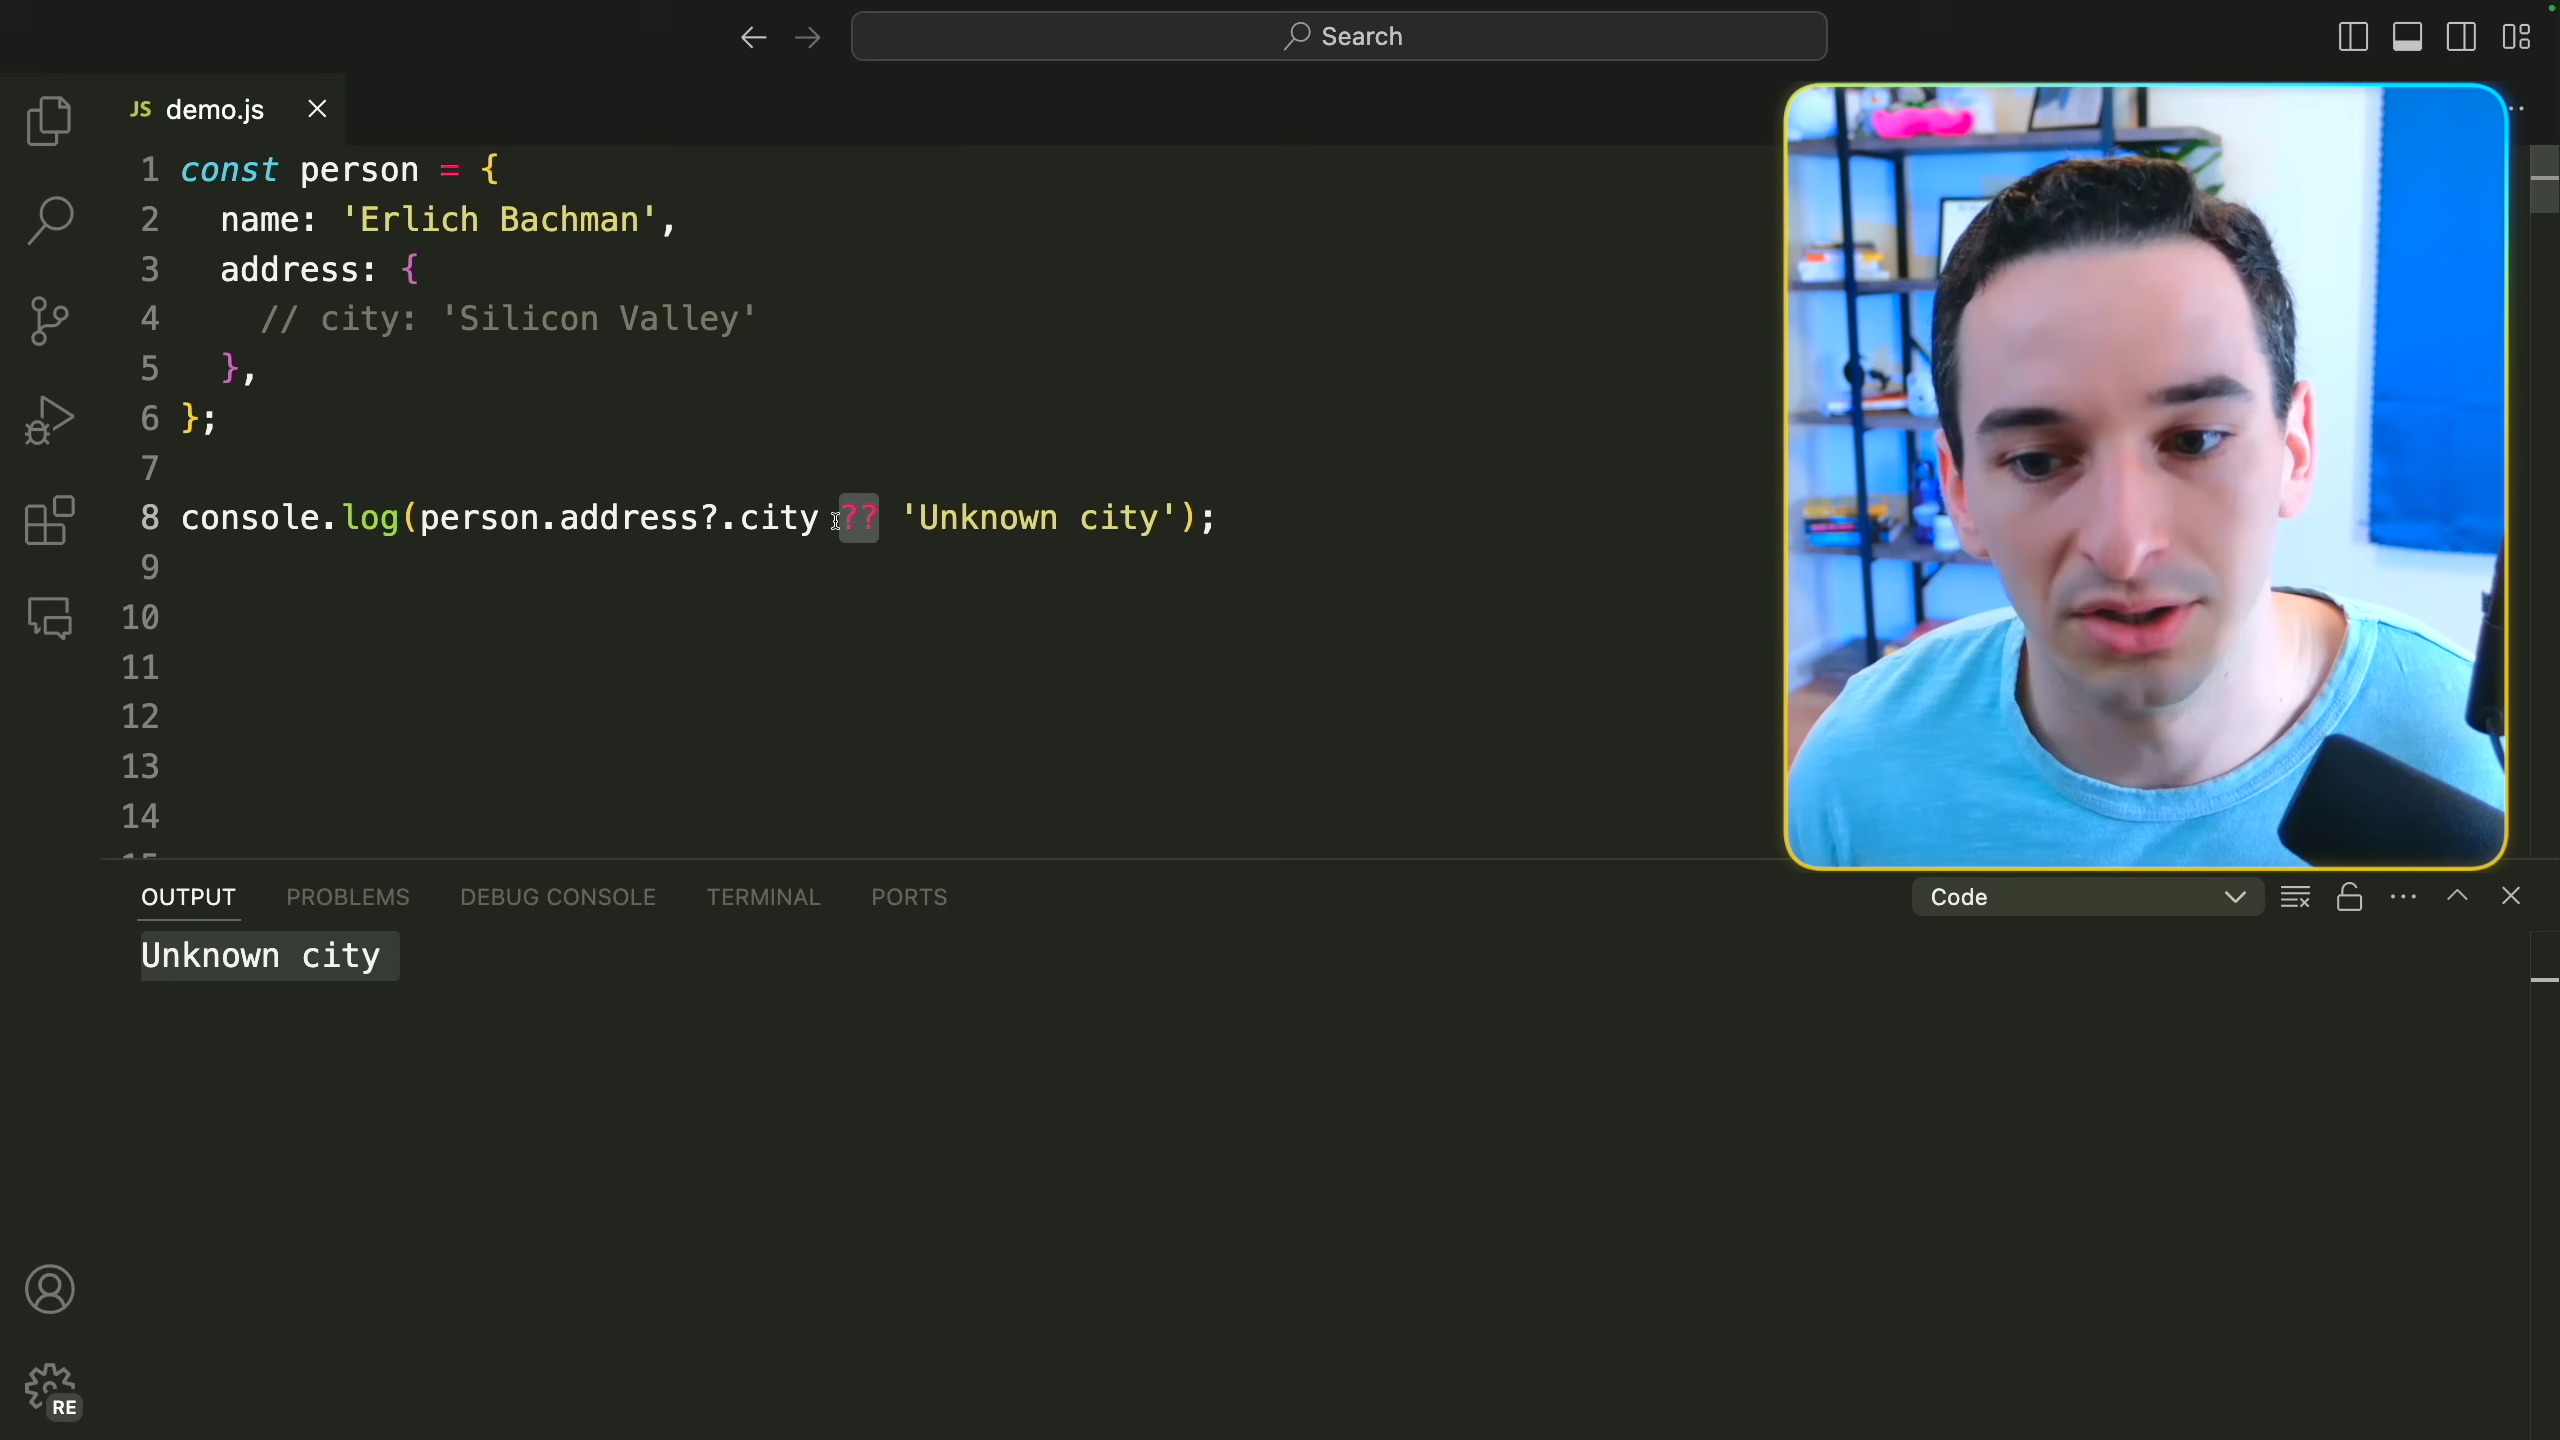 Search
JS demo.js
1 const person = {
2 name: 'Erlich Bachman',
3 address: {
4 // city: 'Silicon Valley'
5 },
6 };
7
8 console.log(person.address?.city ?? 'Unknown city');
9
10
11
12
13
14
15
OUTPUT PROBLEMS DEBUG CONSOLE TERMINAL PORTS Code
Unknown city
RE